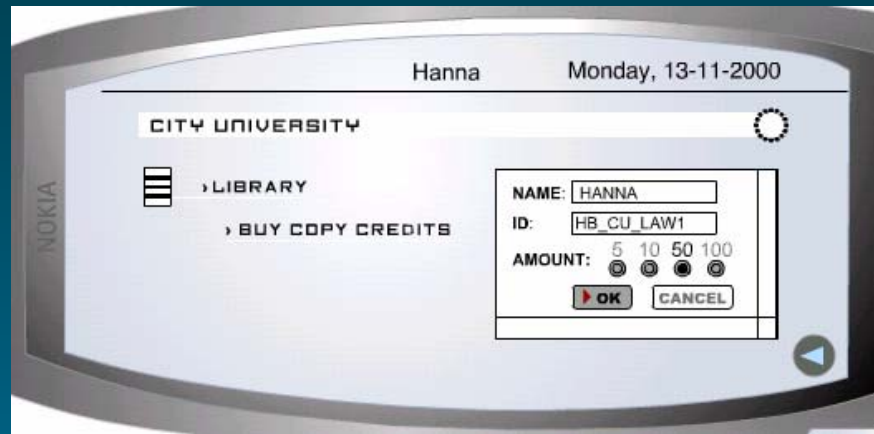 Hanna Monday, 13-11-2000
CITY UNIVERSITY
NOKIA
›LIBRARY
› BUY COPY CREDITS
NAME: HANNA
ID: HB_CU_LAW1
AMOUNT: 5 10 50 100
OK CANCEL